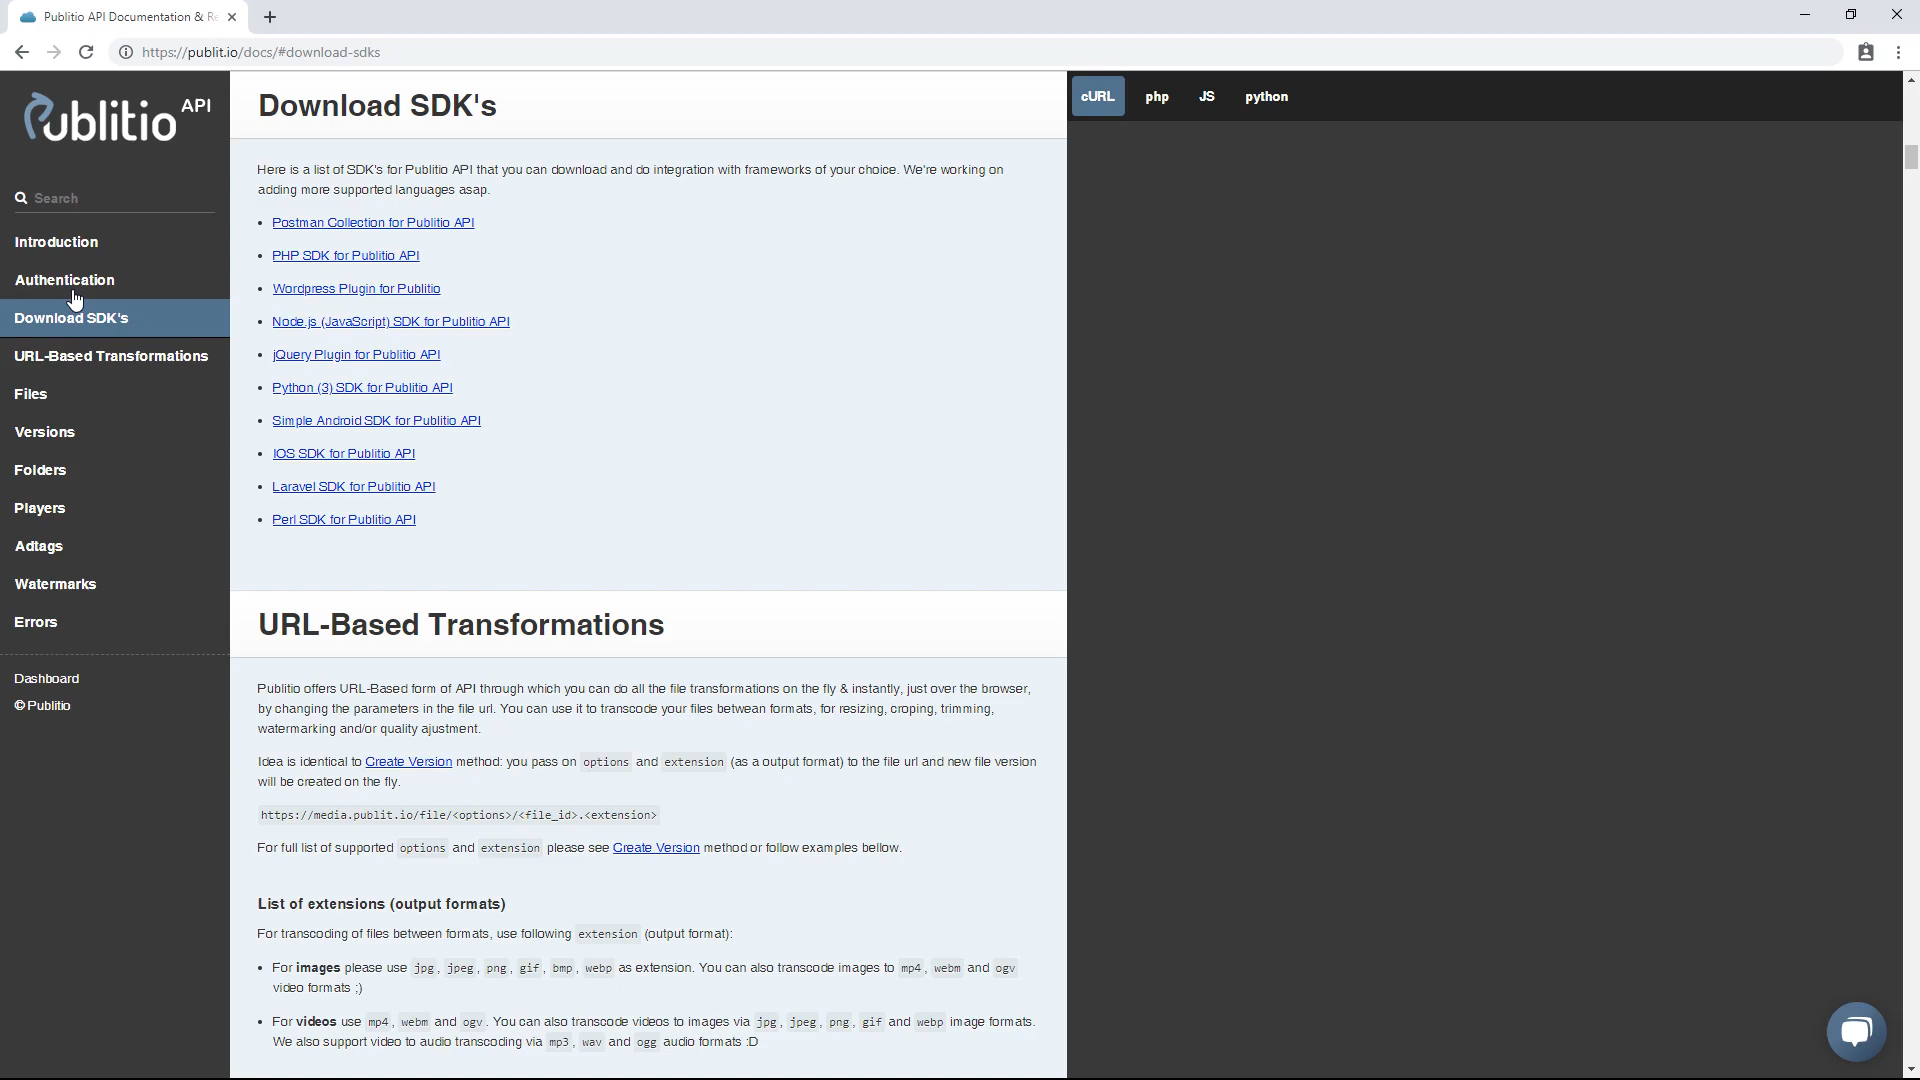 Publitio API Documentation & Re
https://publit.io/docs/#download-sdks
Publitio API
Search
Introduction
Authentication
Download SDK's
URL-Based Transformations
Files
Versions
Folders
Players
Adtags
Watermarks
Errors
Dashboard
© Publitio
Download SDK's
Here is a list of SDK's for Publitio API that you can download and do integration with frameworks of your choice. We're working on
adding more supported languages asap.
• Postman Collection for Publitio API
• PHP SDK for Publitio API
• Wordpress Plugin for Publitio
• Node.js (JavaScript) SDK for Publitio API
• jQuery Plugin for Publitio API
• Python (3) SDK for Publitio API
• Simple Android SDK for Publitio API
• IOS SDK for Publitio API
• Laravel SDK for Publitio API
• Perl SDK for Publitio API
URL-Based Transformations
Publitio offers URL-Based form of API through which you can do all the file transformations on the fly & instantly, just over the browser,
by changing the parameters in the file url. You can use it to transcode your files betwean formats, for resizing, croping, trimming,
watermarking and/or quality ajustment.
Idea is identical to Create Version method: you pass on options and extension (as a output format) to the file url and new file version
will be created on the fly.
https://media.publit.io/file/<options>/<file_id>.<extension>
For full list of supported options and extension please see Create Version method or follow examples bellow.
List of extensions (output formats)
For transcoding of files between formats, use following extension (output format):
• For images please use jpg, jpeg, png, gif, bmp, webp as extension. You can also transcode images to mp4, webm and ogv
video formats ;)
• For videos use mp4, webm and ogv. You can also transcode videos to images via jpg, jpeg, png, gif and webp image formats.
We also support video to audio transcoding via mp3, wav and ogg audio formats :D
cURL php JS python